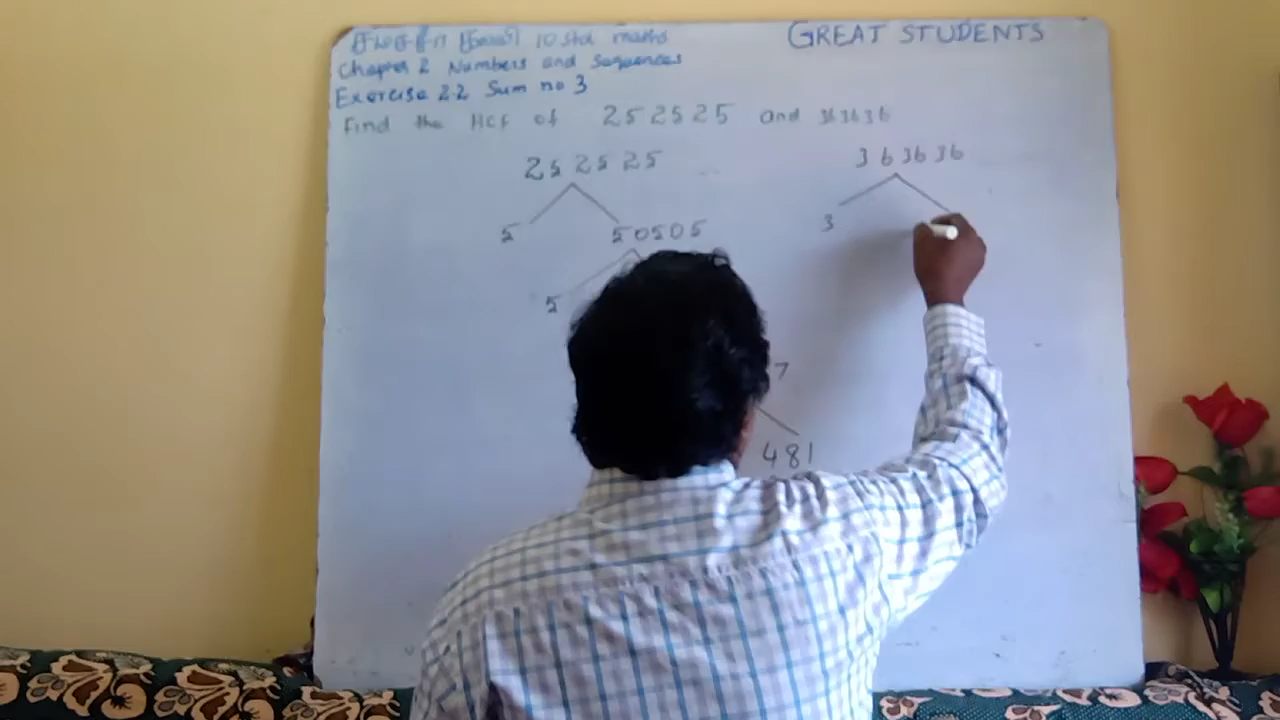 10 Std maths
GREAT STUDENTS
Chapter 2 Numbers and Sequences
Exercise 2.2 Sum no 3
Find the HCF of 252525 and 363636
252525
363636
5
50505
3
5
7
481